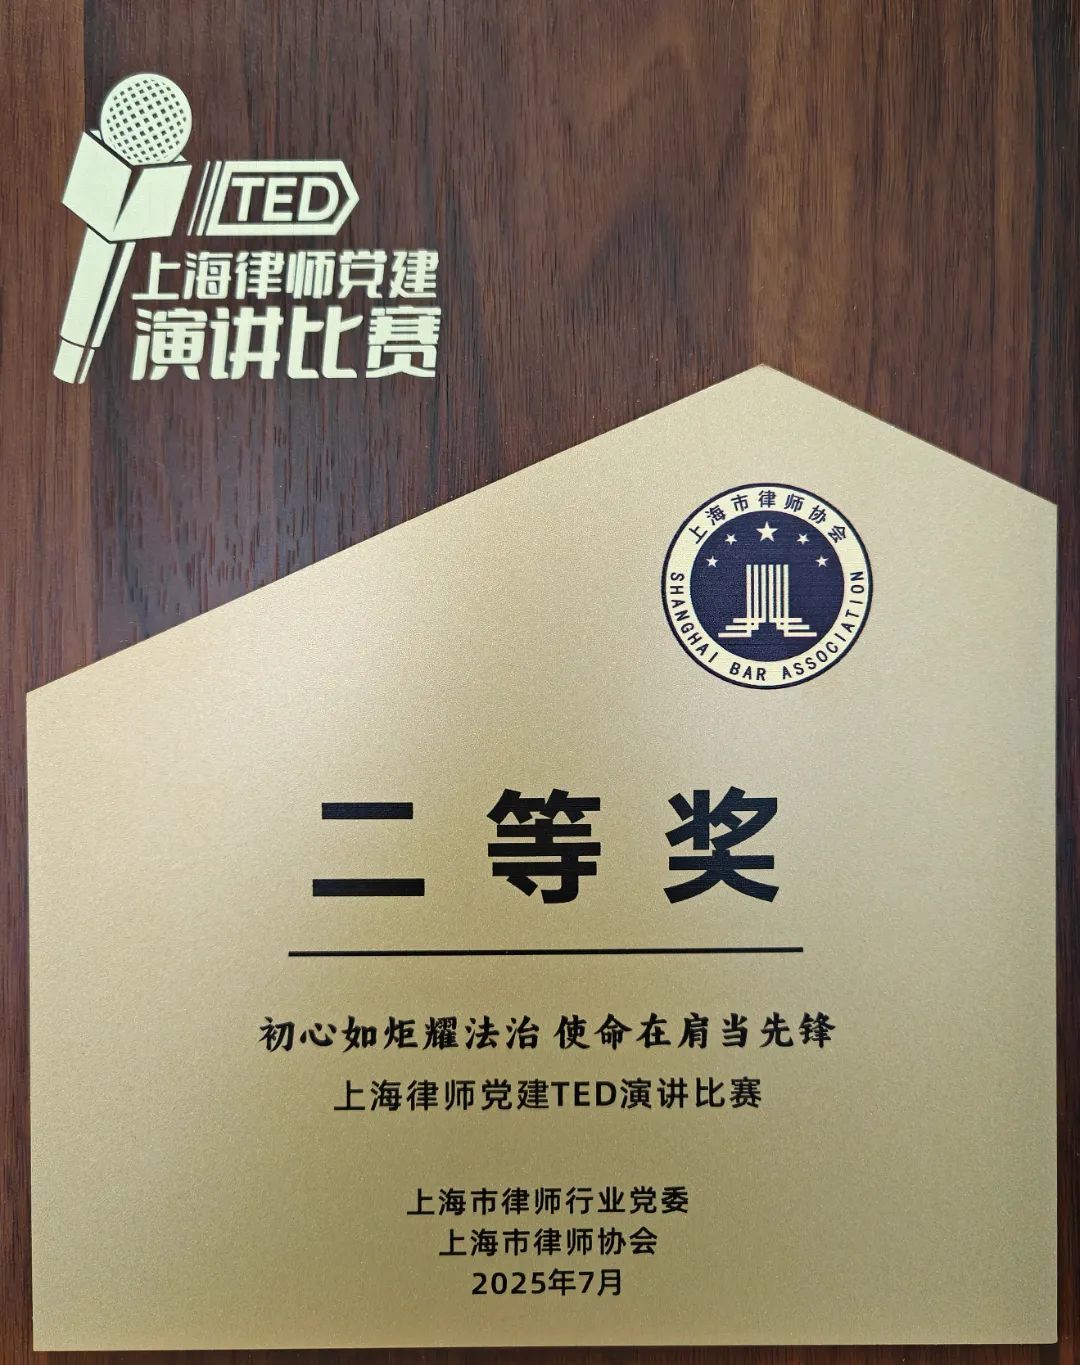 TED
上海律师党建
演讲比赛
上海市律师协会
SHANGHAI BAR ASSOCIATION
二等奖
初心如炬耀法治 使命在肩当先锋
上海律师党建TED演讲比赛
上海市律师行业党委
上海市律师协会
2025年7月